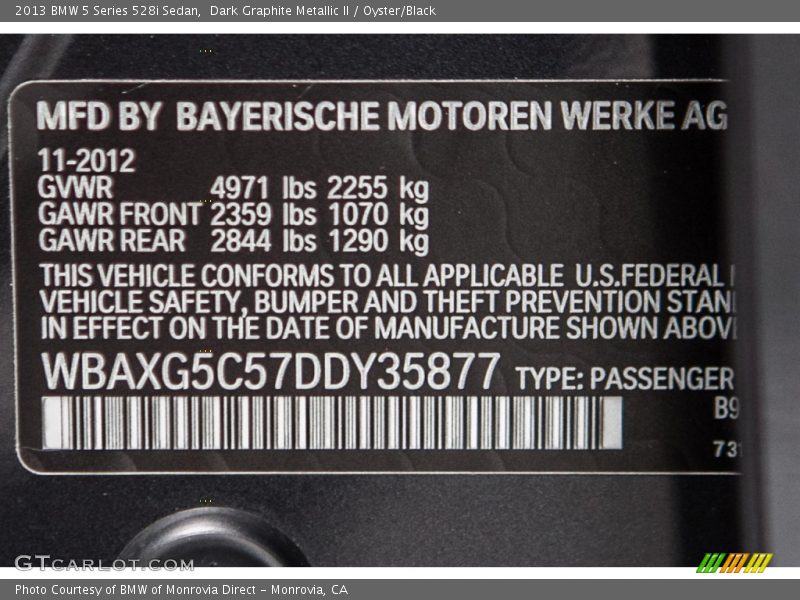 2013 BMW 5 Series 528i Sedan,  Dark Graphite Metallic II / Oyster/Black
MFD BY BAYERISCHE MOTOREN WERKE AG
11-2012
GVWR 4971 lbs 2255 kg
GAWR FRONT 2359 lbs 1070 kg
GAWR REAR 2844 lbs 1290 kg
THIS VEHICLE CONFORMS TO ALL APPLICABLE U.S.FEDERAL
VEHICLE SAFETY, BUMPER AND THEFT PREVENTION STAN
IN EFFECT ON THE DATE OF MANUFACTURE SHOWN ABOVE
WBAXG5C57DDY35877 TYPE: PASSENGER
B9
73
GTCARLOT.COM
Photo Courtesy of BMW of Monrovia Direct - Monrovia, CA